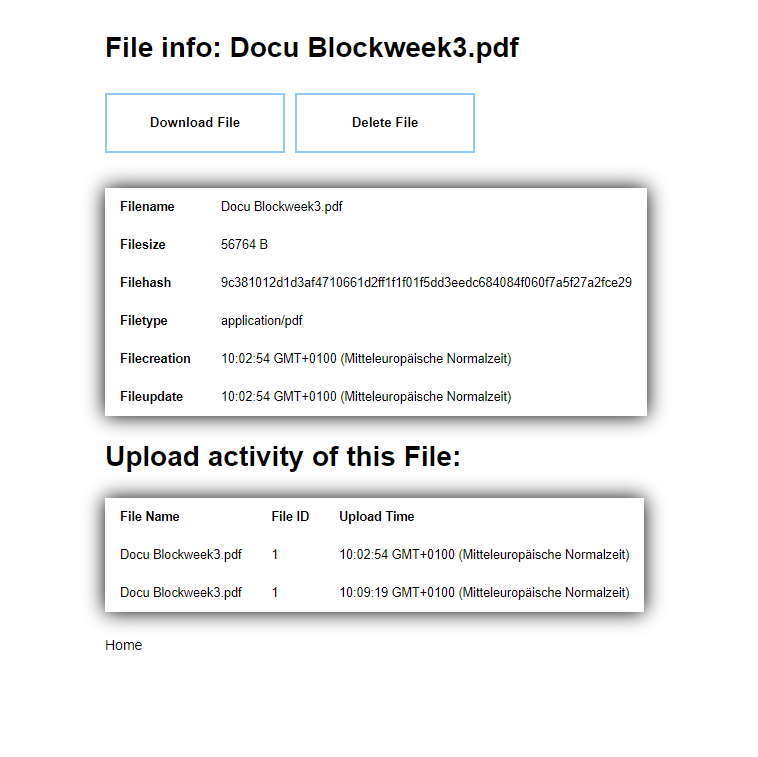 File info: Docu Blockweek3.pdf
Download File Delete File
Filename Docu Blockweek3.pdf
Filesize 56764 B
Filehash 9c381012d1d3af4710661d2ff1f1f01f5dd3eedc684084f060f7a5f27a2fce29
Filetype application/pdf
Filecreation 10:02:54 GMT+0100 (Mitteleuropäische Normalzeit)
Fileupdate 10:02:54 GMT+0100 (Mitteleuropäische Normalzeit)
Upload activity of this File:
File Name File ID Upload Time
Docu Blockweek3.pdf 1 10:02:54 GMT+0100 (Mitteleuropäische Normalzeit)
Docu Blockweek3.pdf 1 10:09:19 GMT+0100 (Mitteleuropäische Normalzeit)
Home